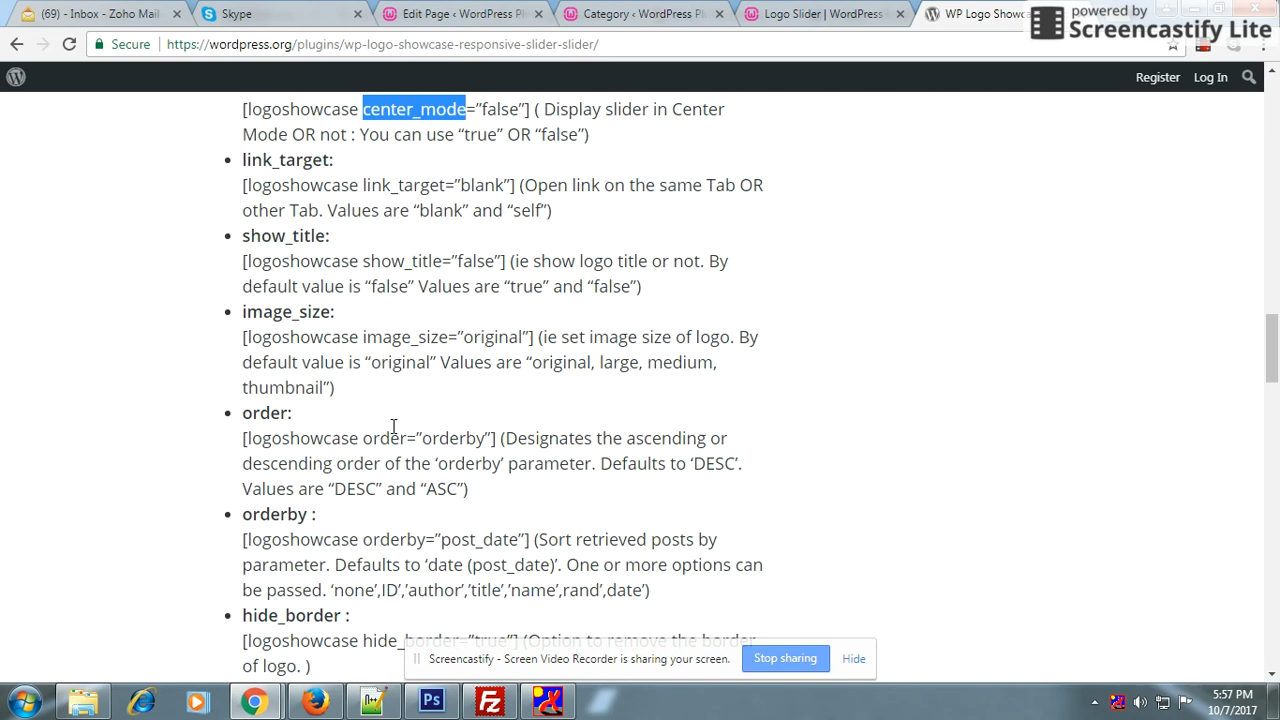 (69) - Inbox - Zoho Mail
Skype
Edit Page ‹ WordPress Pl
Category ‹ WordPress Pl
Logo Slider | WordPress
WP Logo Show
powered by
Screencastify Lite
Secure
https://wordpress.org/plugins/wp-logo-showcase-responsive-slider-slider/
Register
Log In
[logoshowcase center_mode=”false”] ( Display slider in Center
Mode OR not : You can use “true” OR “false”)
• link_target:
[logoshowcase link_target=”blank”] (Open link on the same Tab OR
other Tab. Values are “blank” and “self”)
• show_title:
[logoshowcase show_title=”false”] (ie show logo title or not. By
default value is “false” Values are “true” and “false”)
• image_size:
[logoshowcase image_size=”original”] (ie set image size of logo. By
default value is “original” Values are “original, large, medium,
thumbnail”)
• order:
[logoshowcase order=”orderby”] (Designates the ascending or
descending order of the ‘orderby’ parameter. Defaults to ‘DESC’.
Values are “DESC” and “ASC”)
• orderby :
[logoshowcase orderby=”post_date”] (Sort retrieved posts by
parameter. Defaults to ‘date (post_date)’. One or more options can
be passed. ‘none’,ID’,’author’,’title’,’name’,rand’,date’)
• hide_border :
[logoshowcase hide_border=”true”] (Option to remove the border
of logo. )
Screencastify - Screen Video Recorder is sharing your screen.
Stop sharing
Hide
Ps
Fz
5:57 PM
10/7/2017